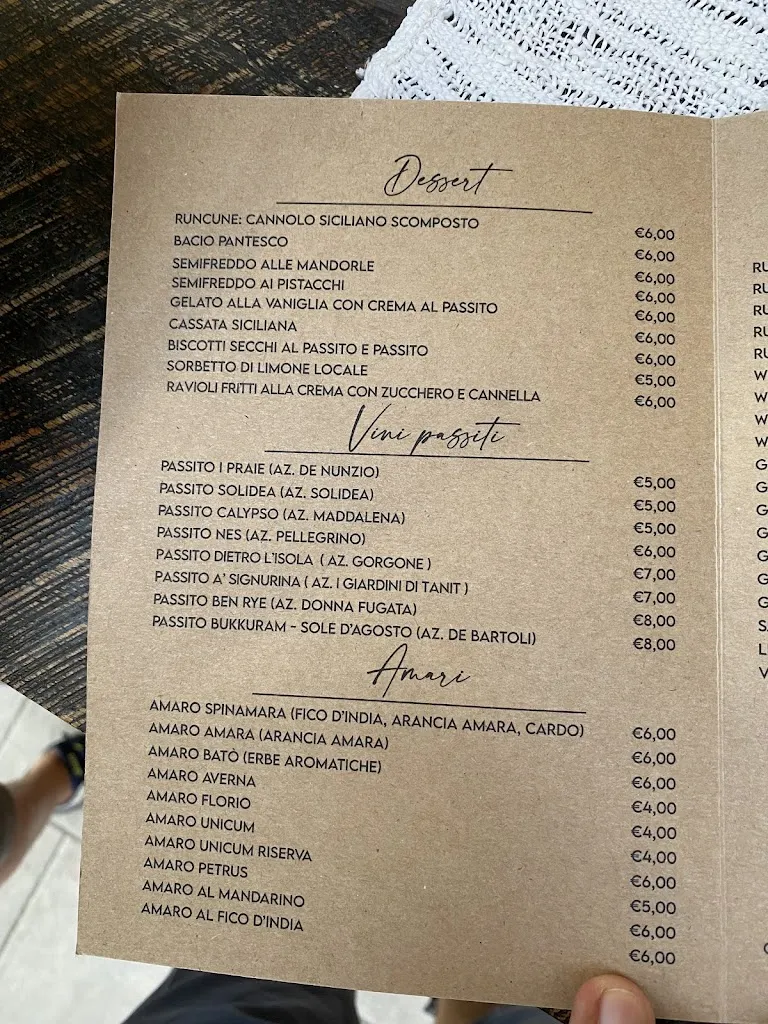 Dessert
RUNCUNE: CANNOLO SICILIANO SCOMPOSTO €6,00
BACIO PANTESCO €6,00
SEMIFREDDO ALLE MANDORLE €6,00
SEMIFREDDO AI PISTACCHI €6,00
GELATO ALLA VANIGLIA CON CREMA AL PASSITO €6,00
CASSATA SICILIANA €6,00
BISCOTTI SECCHI AL PASSITO E PASSITO €6,00
SORBETTO DI LIMONE LOCALE €5,00
RAVIOLI FRITTI ALLA CREMA CON ZUCCHERO E CANNELLA €6,00
Vini passiti
PASSITO I PRAIE (AZ. DE NUNZIO) €5,00
PASSITO SOLIDEA (AZ. SOLIDEA) €5,00
PASSITO CALYPSO (AZ. MADDALENA) €5,00
PASSITO NES (AZ. PELLEGRINO) €6,00
PASSITO DIETRO L'ISOLA ( AZ. GORGONE ) €7,00
PASSITO A' SIGNURINA ( AZ. I GIARDINI DI TANIT ) €7,00
PASSITO BEN RYE (AZ. DONNA FUGATA) €8,00
PASSITO BUKKURAM - SOLE D'AGOSTO (AZ. DE BARTOLI) €8,00
Amari
AMARO SPINAMARA (FICO D'INDIA, ARANCIA AMARA, CARDO) €6,00
AMARO AMARA (ARANCIA AMARA) €6,00
AMARO BATÒ (ERBE AROMATICHE) €6,00
AMARO AVERNA €4,00
AMARO FLORIO €4,00
AMARO UNICUM €4,00
AMARO UNICUM RISERVA €6,00
AMARO PETRUS €5,00
AMARO AL MANDARINO €6,00
AMARO AL FICO D'INDIA €6,00